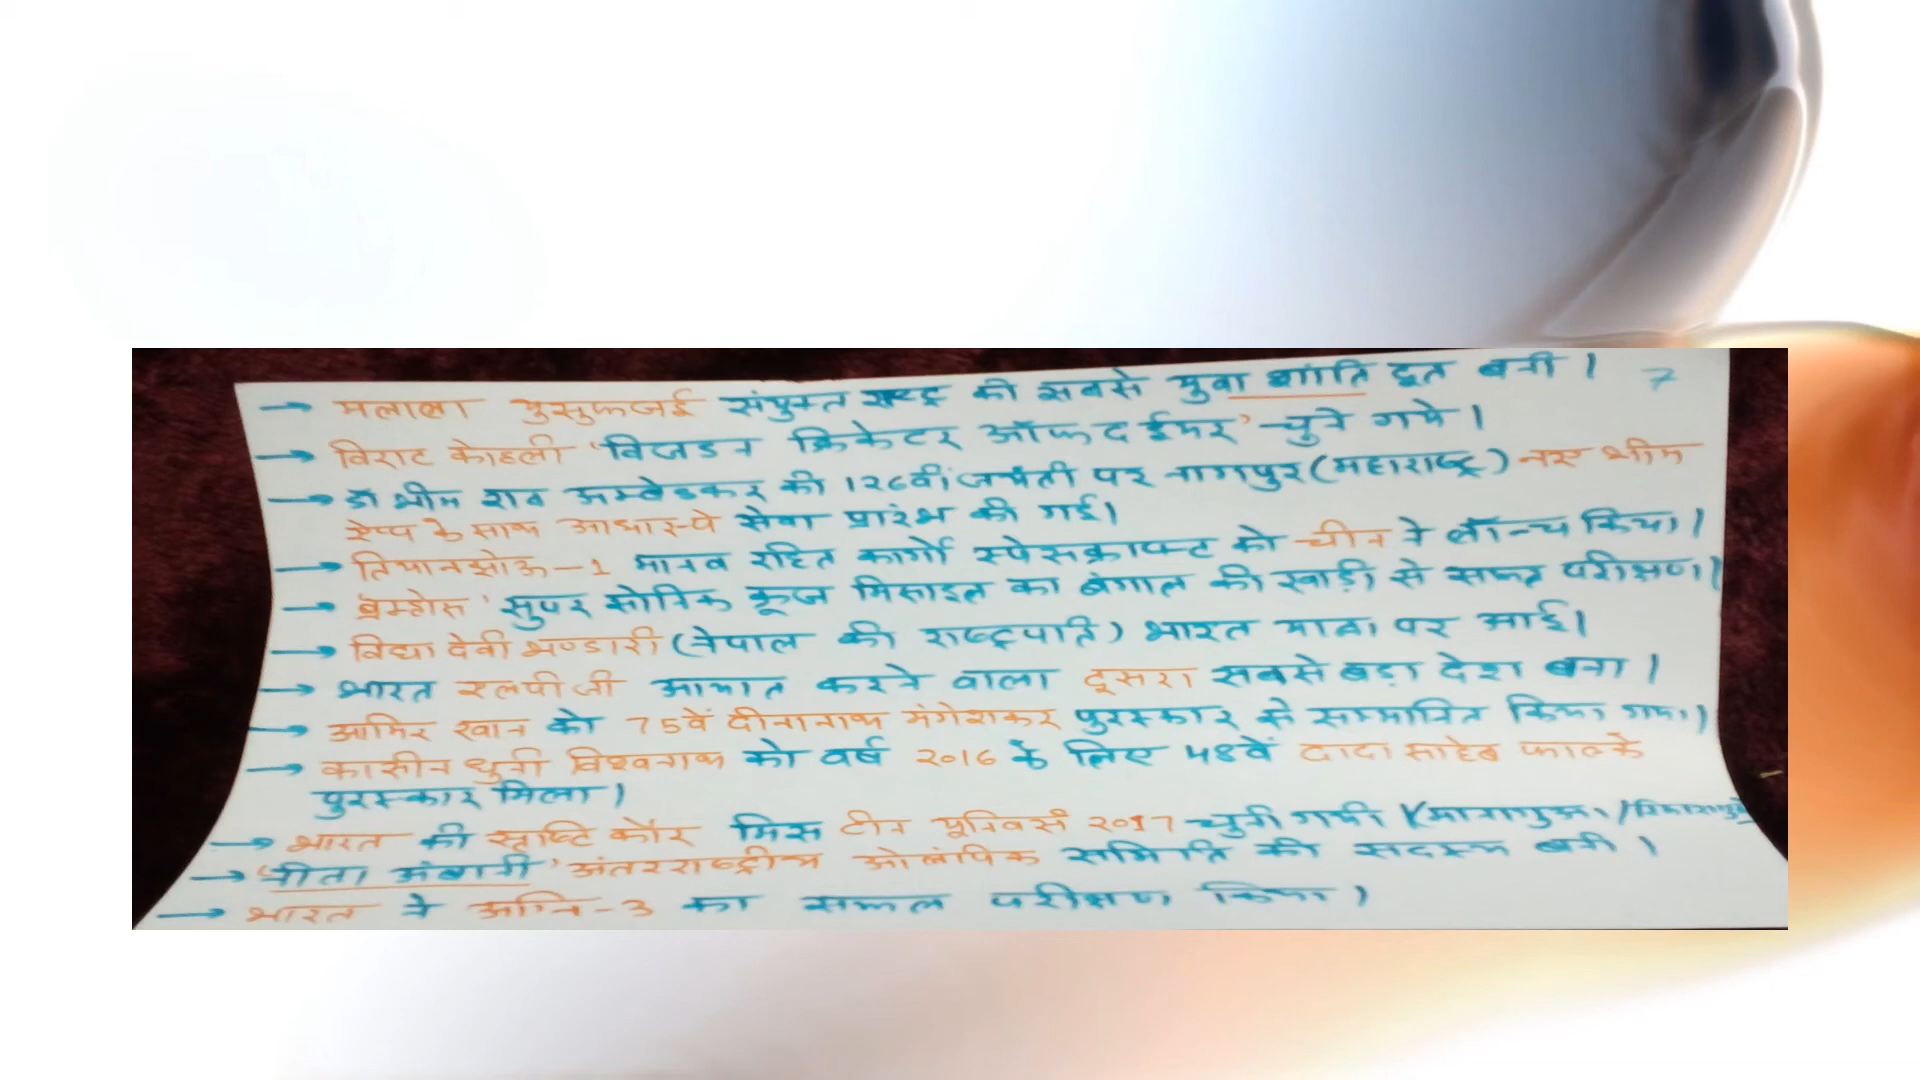 → मलाला युसुफजई संयुक्त राष्ट्र की सबसे युवा शांति दूत बनी । 7
→ विराट कोहली 'विजडन क्रिकेटर ऑफ द ईयर' चुने गये ।
→ डॉ भीम राव अम्बेडकर की 126वीं जयंती पर नागपुर (महाराष्ट्र) नए भीम
ऐप्प के साथ आधार-पे सेवा प्रारंभ की गई।
→ तियानझोऊ-1 मानव रहित कार्गो स्पेसक्राफ्ट को चीन ने लॉन्च किया ।
→ ब्रम्होस' सुपर सोनिक क्रूज मिसाइल का बंगाल की खाड़ी से सफल परीक्षण ।
→ विद्या देवी भण्डारी (नेपाल की राष्ट्रपति) भारत यात्रा पर आई।
→ भारत एलपीजी आयात करने वाला दूसरा सबसे बड़ा देश बना ।
→ आमिर खान को 75वें दीनानाथ मंगेशकर पुरस्कार से सम्मानित किया गया।
→ कासीनधुनी विश्वनाथ को वर्ष 2016 के लिए 48वें दादा साहेब फाल्के
पुरस्कार मिला ।
→ भारत की सृष्टि कौर मिस टीन यूनिवर्स 2017 चुनी गयी ।
→ 'नीता अंबानी' अंतरराष्ट्रीय ओलंपिक समिति की सदस्य बनी ।
→ भारत ने अग्नि-3 का सफल परीक्षण किया ।